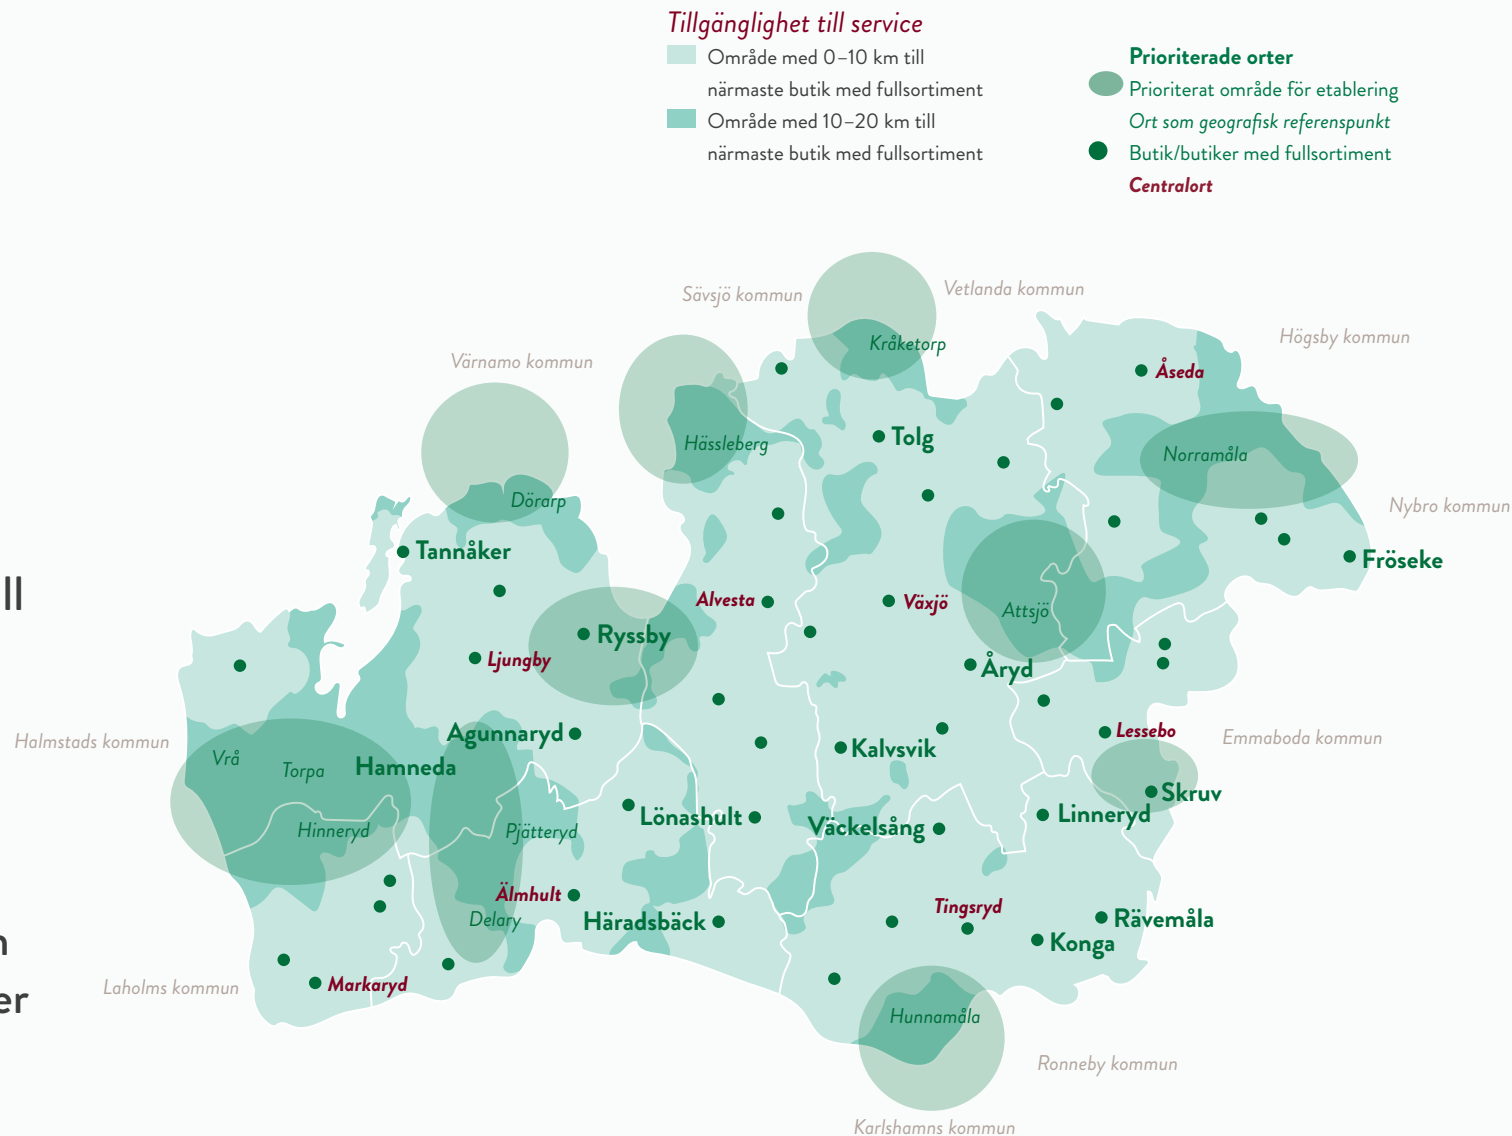 Tillgänglighet till service
Område med 0–10 km till
närmaste butik med fullsortiment
Område med 10–20 km till
närmaste butik med fullsortiment
Prioriterade orter
Prioriterat område för etablering
Ort som geografisk referenspunkt
Butik/butiker med fullsortiment
Centralort
Sävsjö kommun
Vetlanda kommun
Högsby kommun
Kråketorp
Värnamo kommun
Åseda
Tolg
Hässleberg
Norramåla
Dörarp
Nybro kommun
Tannåker
Fröseke
ll
Alvesta
Växjö
Attsjö
Ryssby
Ljungby
Åryd
Agunnaryd
Lessebo
Halmstads kommun
Emmaboda kommun
Kalvsvik
Vrå
Torpa
Hamneda
Skruv
Lönashult
Linneryd
Väckelsång
Hinneryd
Pjätteryd
Älmhult
Tingsryd
Delary
Häradsbäck
Rävemåla
n
Konga
Markaryd
Laholms kommun
er
Hunnamåla
Ronneby kommun
Karlshamns kommun